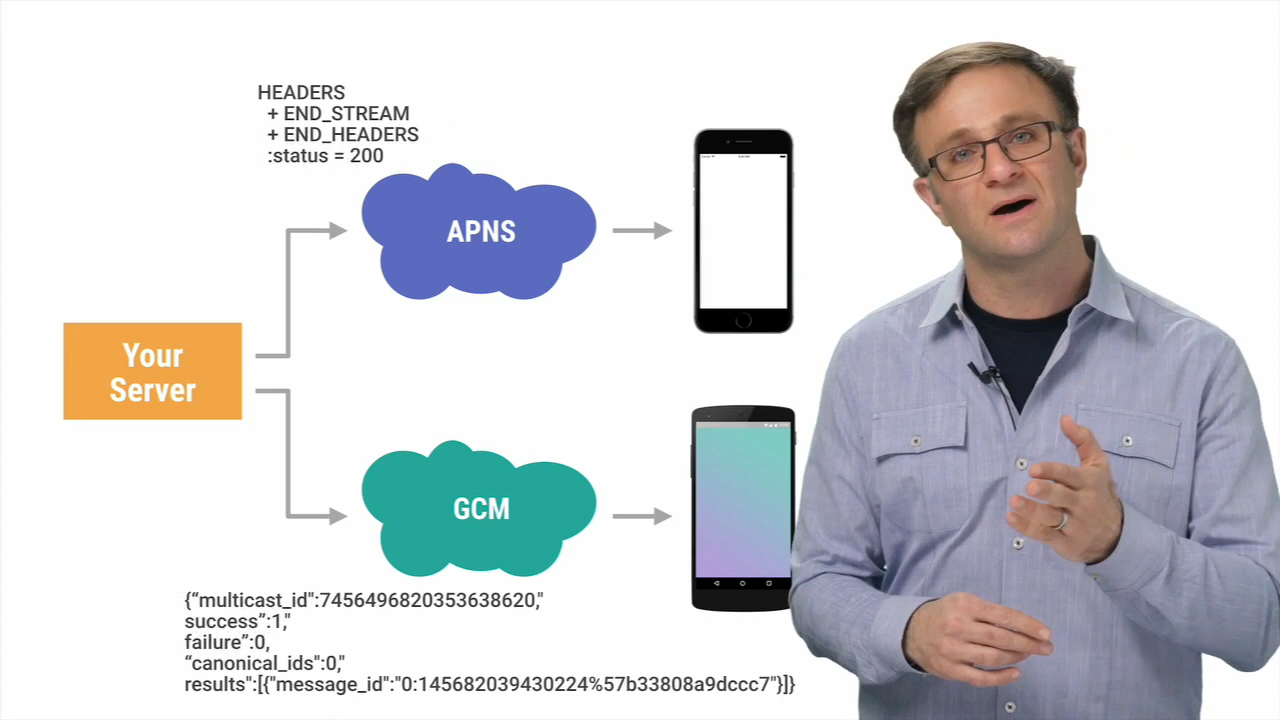 HEADERS
+ END_STREAM
+ END_HEADERS
:status = 200
APNS
Your
Server
GCM
{“multicast_id":7456496820353638620,"
success”:1,"
failure”:0,
“canonical_ids":0,"
results":[{"message_id":"0:145682039430224%57b33808a9dccc7"}]}